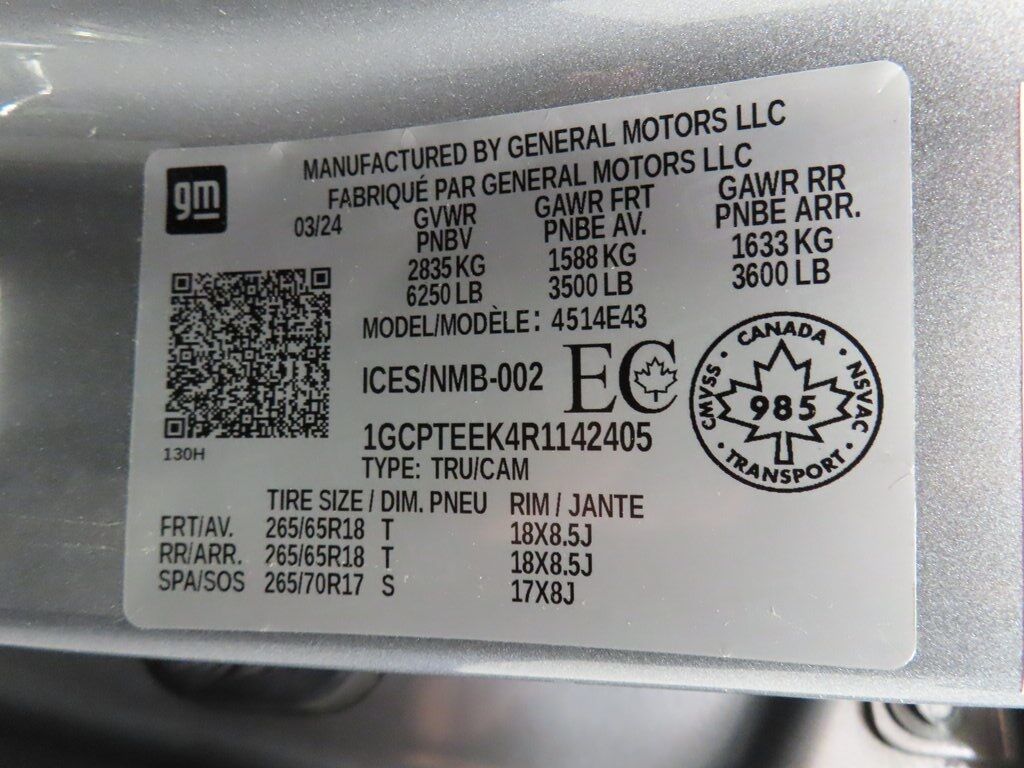 gm
MANUFACTURED BY GENERAL MOTORS LLC
FABRIQUÉ PAR GENERAL MOTORS LLC
03/24
GVWR GAWR FRT GAWR RR
PNBV PNBE AV. PNBE ARR.
2835 KG 1588 KG 1633 KG
6250 LB 3500 LB 3600 LB
MODEL/MODÈLE: 4514E43
ICES/NMB-002 EC
CANADA
CMVSS 985 NSVAC
TRANSPORT
130H
1GCPTEEK4R1142405
TYPE: TRU/CAM
TIRE SIZE / DIM. PNEU RIM / JANTE
FRT/AV. 265/65R18 T 18X8.5J
RR/ARR. 265/65R18 T 18X8.5J
SPA/SOS 265/70R17 S 17X8J